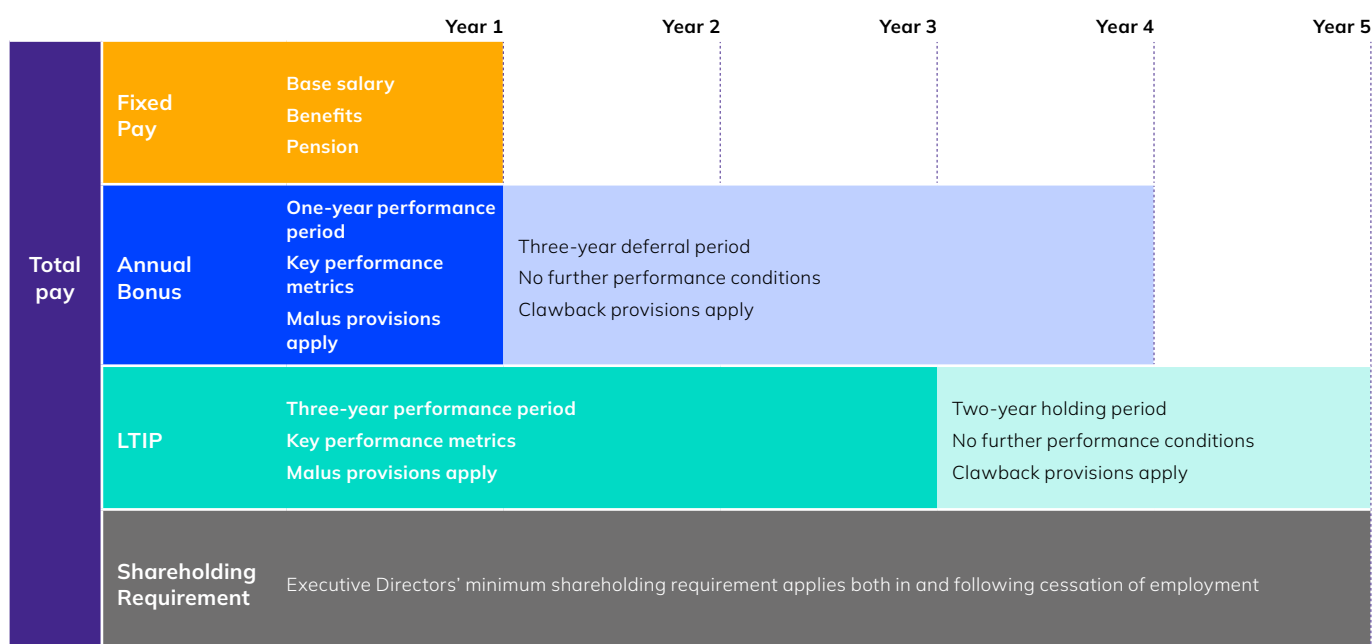 Year 1 Year 2 Year 3 Year 4 Year 5
Total
pay
Fixed
Pay
Base salary
Benefits
Pension
Annual
Bonus
One-year performance
period
Key performance
metrics
Malus provisions
apply
Three-year deferral period
No further performance conditions
Clawback provisions apply
LTIP
Three-year performance period
Key performance metrics
Malus provisions apply
Two-year holding period
No further performance conditions
Clawback provisions apply
Shareholding
Requirement
Executive Directors’ minimum shareholding requirement applies both in and following cessation of employment